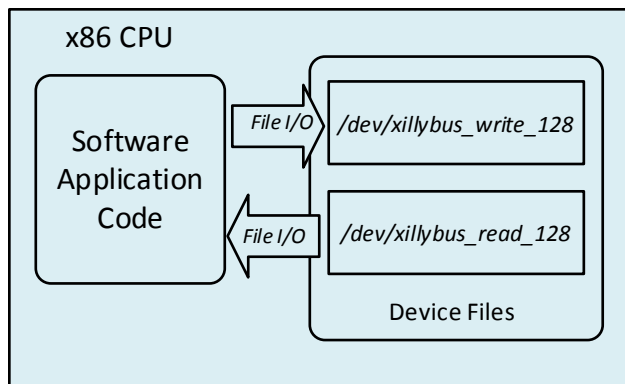 x86 CPU
Software
Application
Code
File I/O
/dev/xillybus_write_128
File I/O
/dev/xillybus_read_128
Device Files